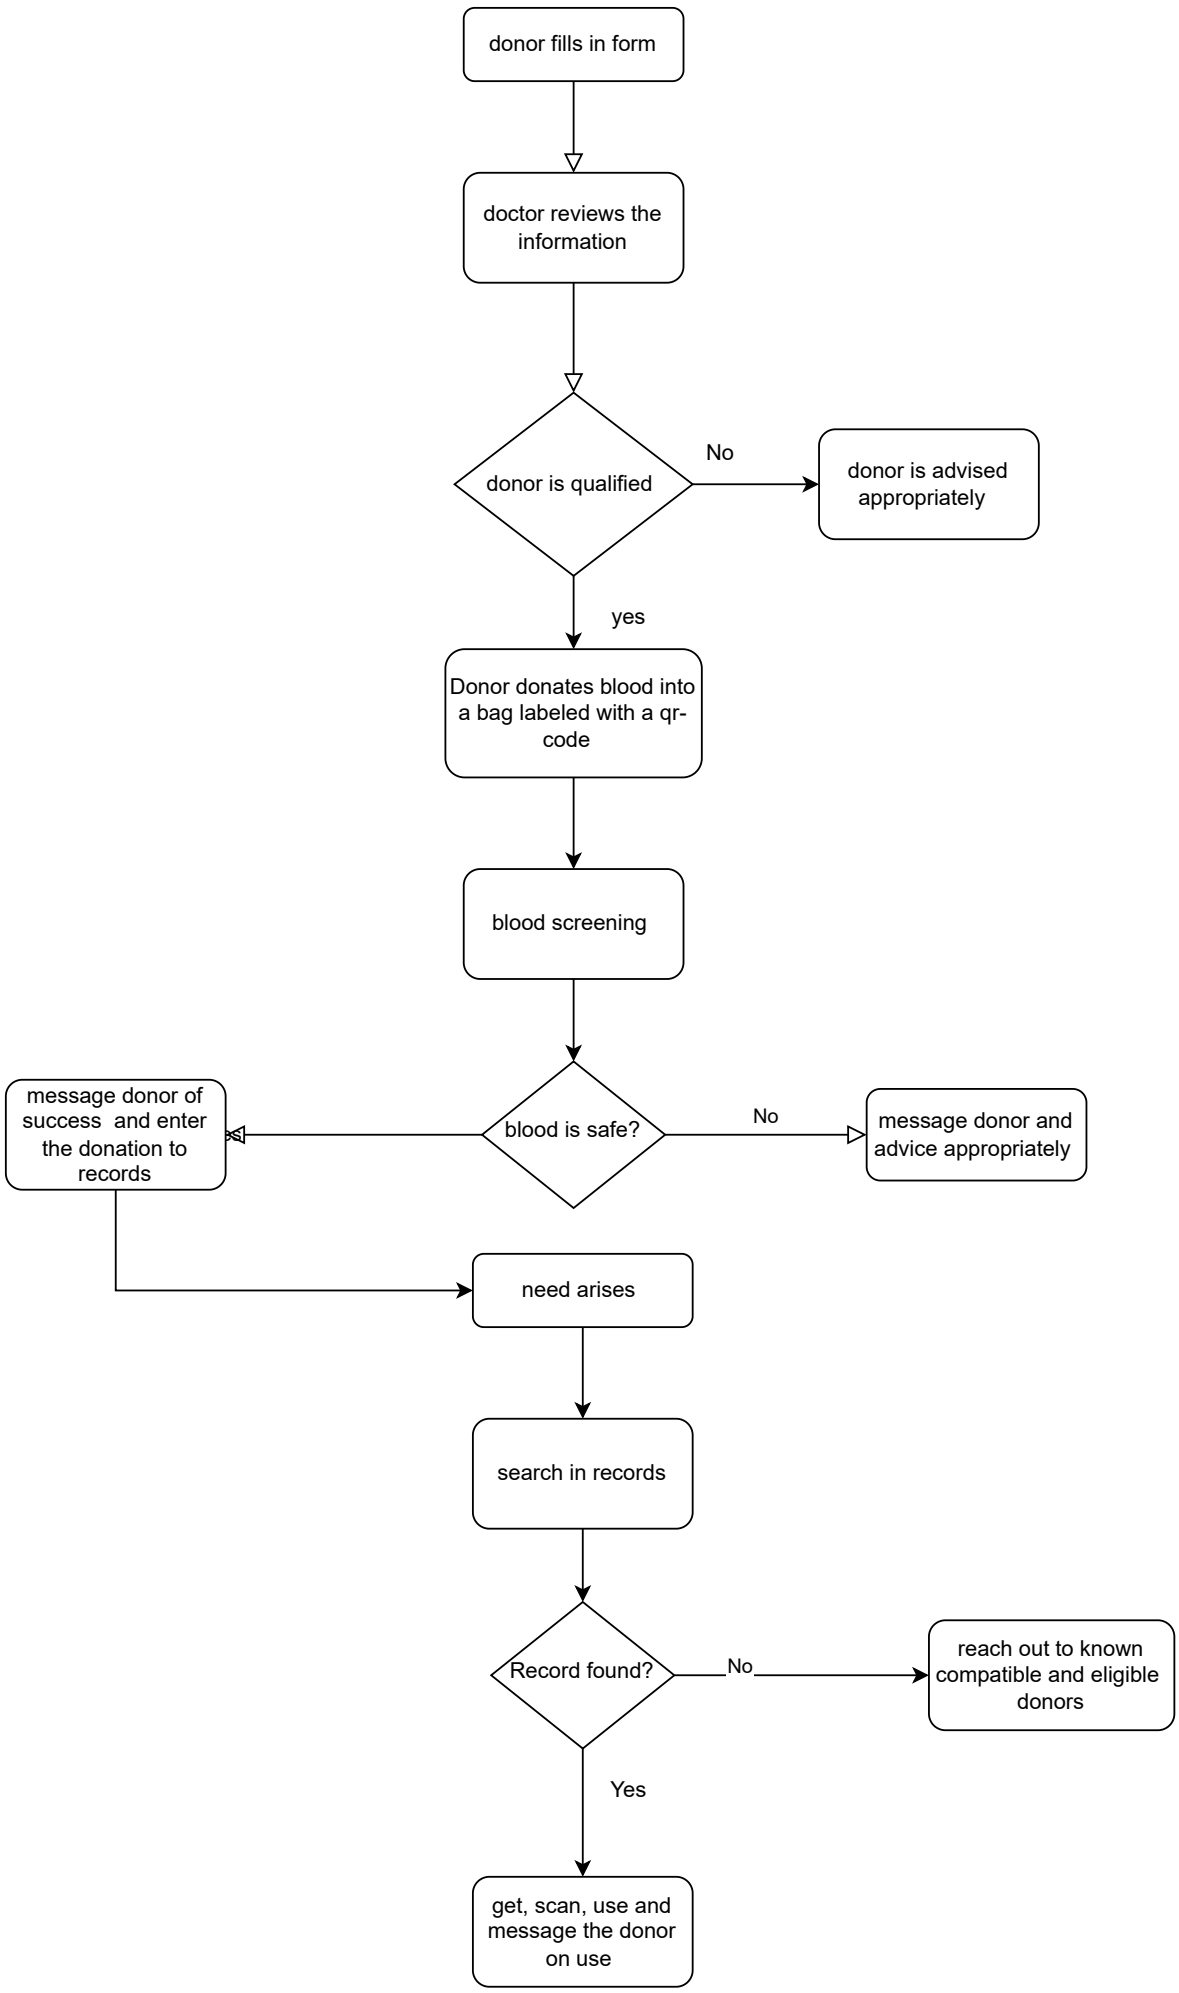 donor fills in form
doctor reviews the
information
donor is qualified
No
donor is advised
appropriately
yes
Donor donates blood into
a bag labeled with a qr-
code
blood screening
message donor of
success  and enter
the donation to
records
blood is safe?
No
message donor and
advice appropriately
need arises
search in records
Record found?
No
reach out to known
compatible and eligible
donors
Yes
get, scan, use and
message the donor
on use